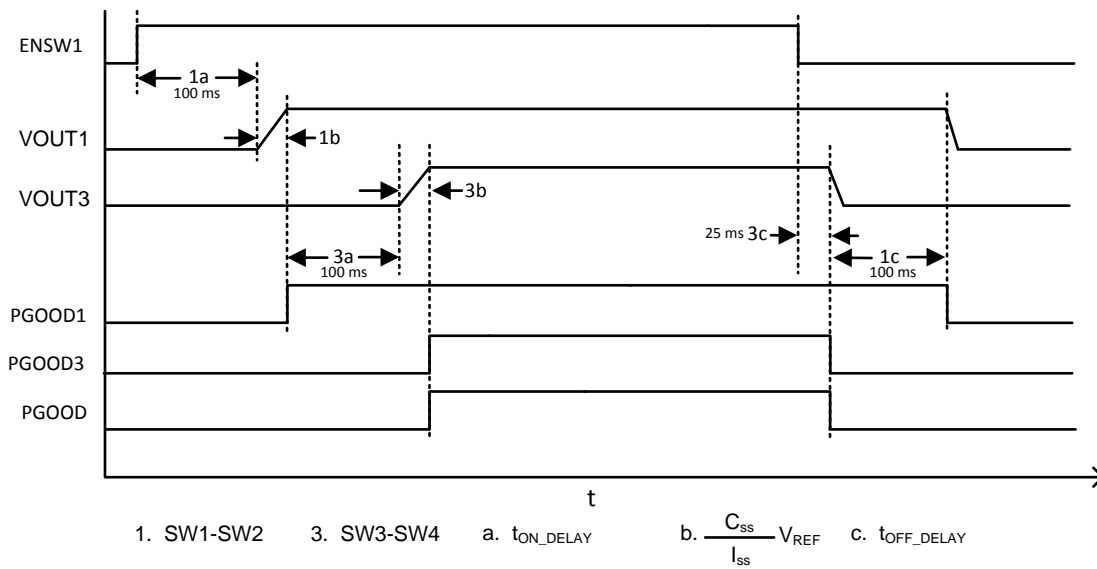 ENSW1
1a
100 ms
VOUT1
1b
VOUT3
3b
25 ms 3c
3a
100 ms
1c
100 ms
PGOOD1
PGOOD3
PGOOD
t
1. SW1-SW2 3. SW3-SW4 a. tON_DELAY b. Css / Iss VREF c. tOFF_DELAY